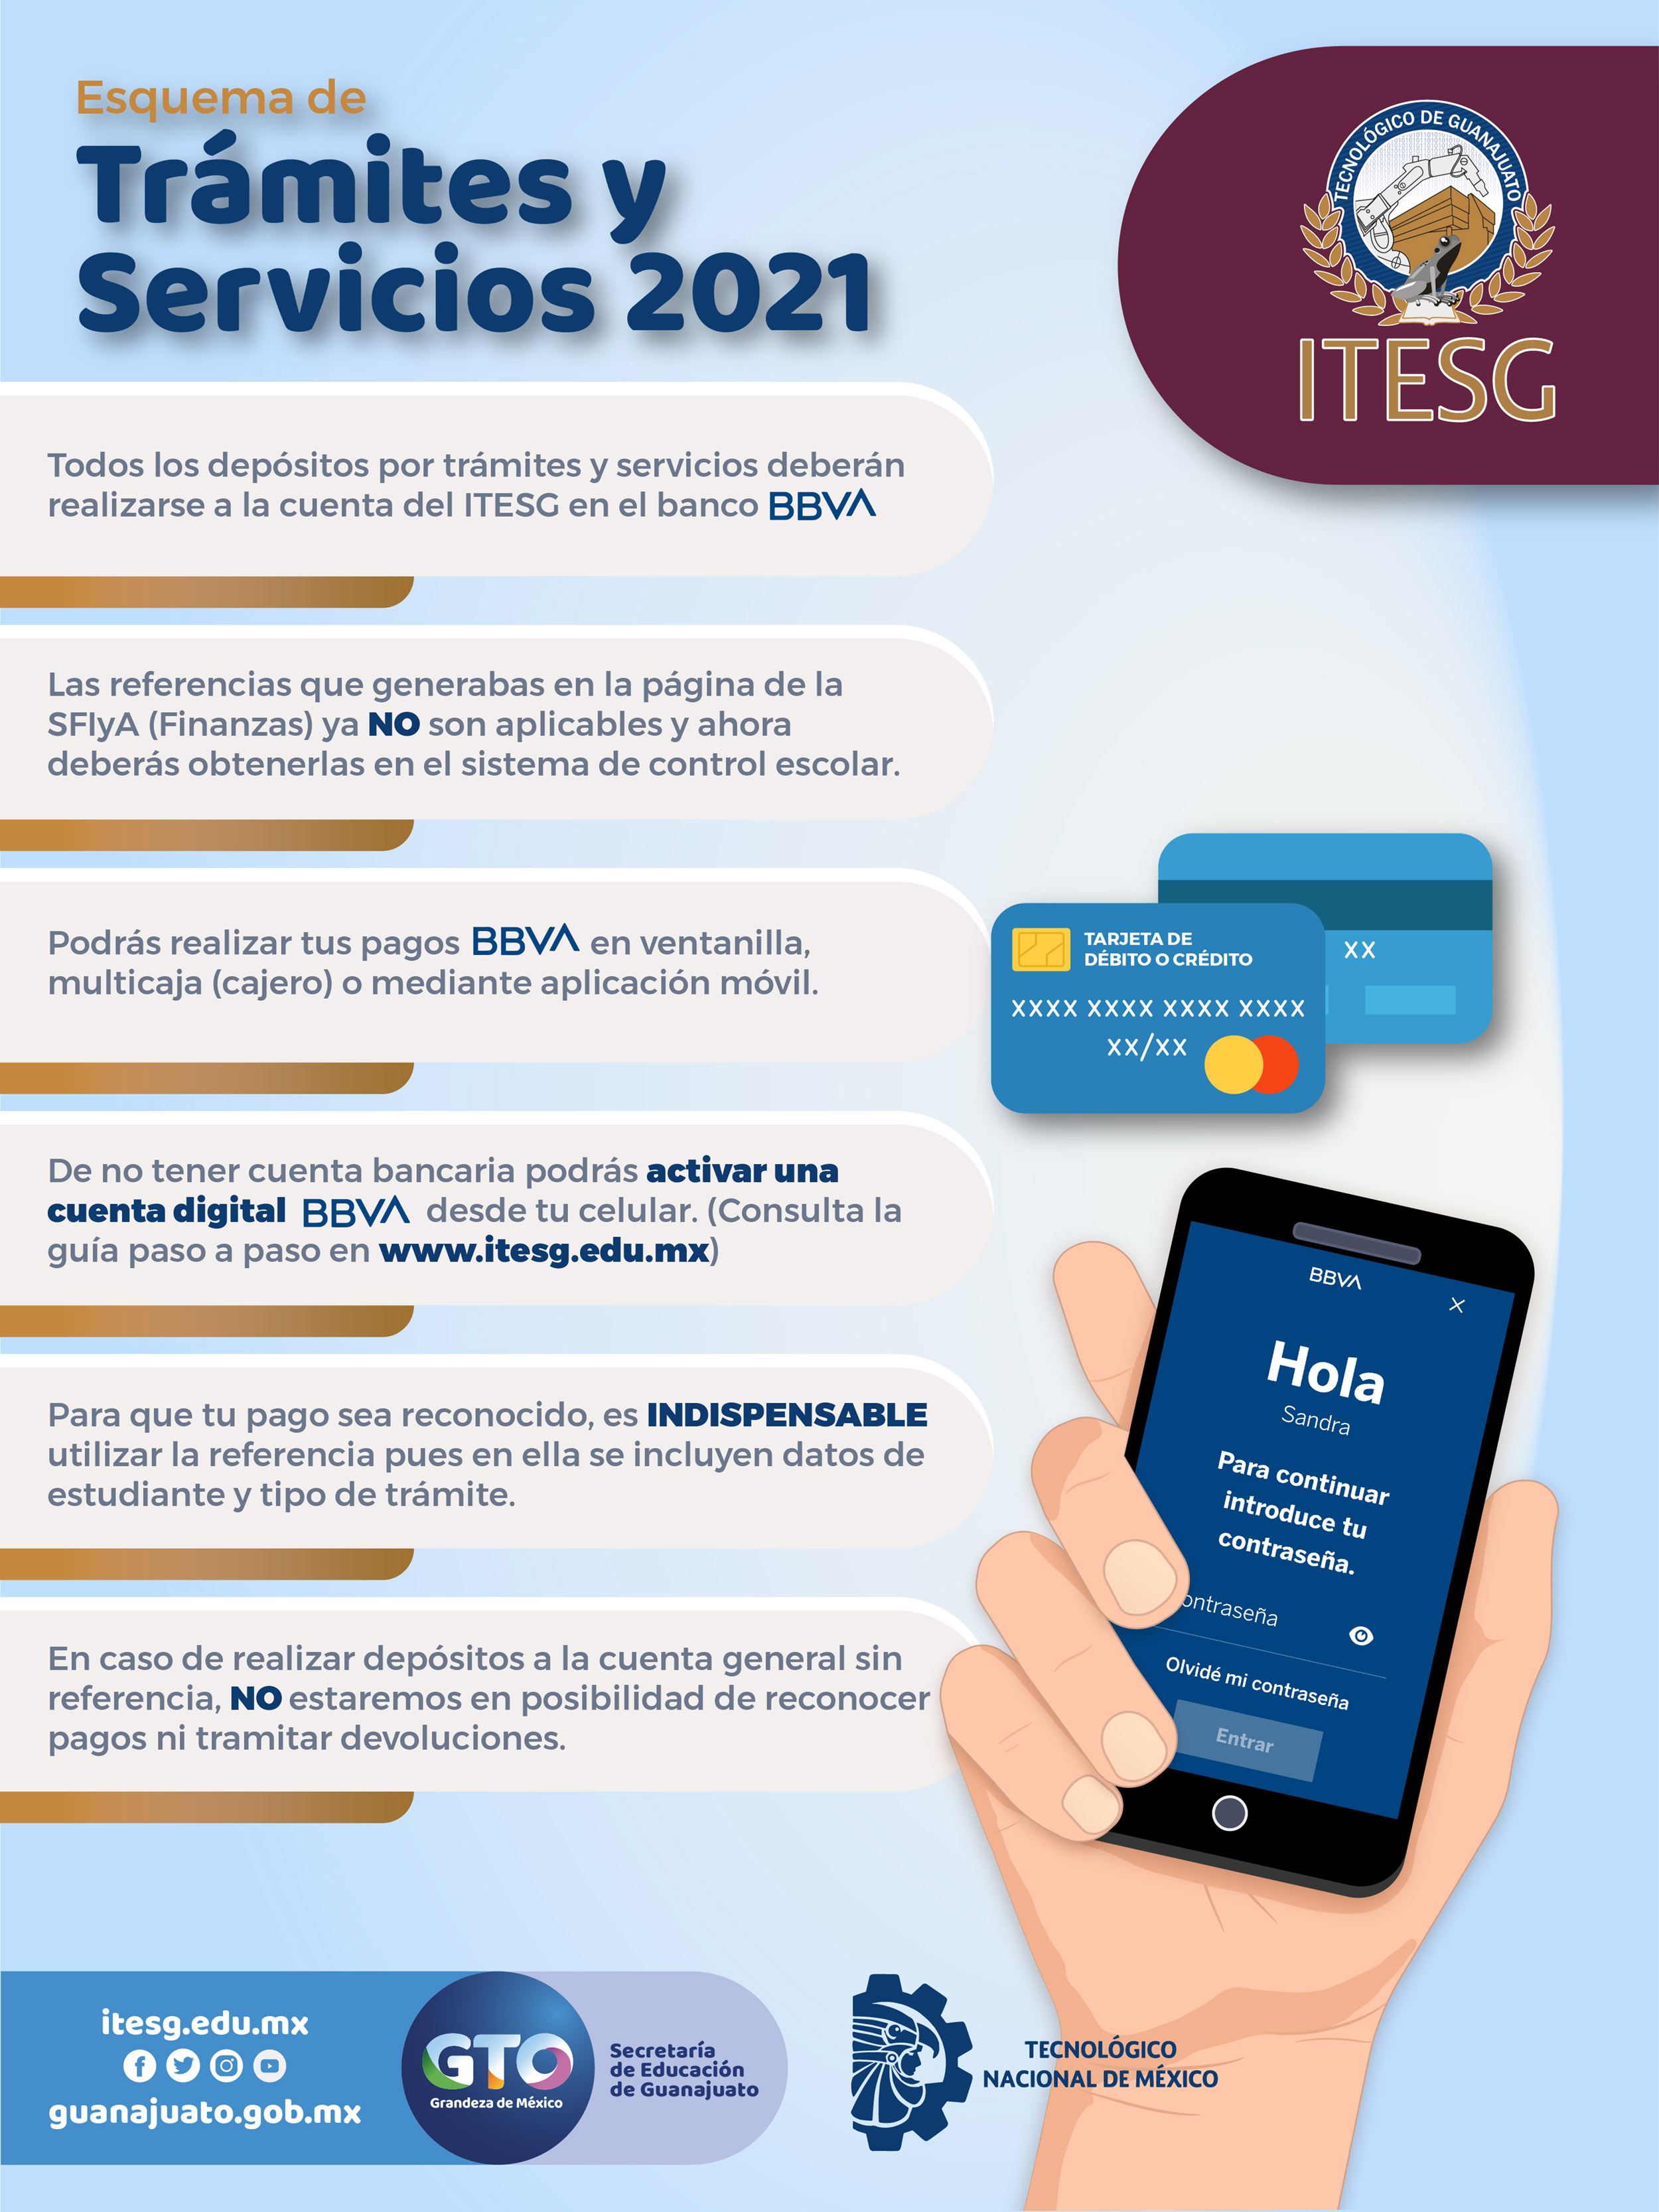 Esquema de
Trámites y
Servicios 2021
TECNOLÓGICO DE GUANAJUATO
ITESG
Todos los depósitos por trámites y servicios deberán
realizarse a la cuenta del ITESG en el banco BBVA
Las referencias que generabas en la página de la
SFIyA (Finanzas) ya NO son aplicables y ahora
deberás obtenerlas en el sistema de control escolar.
Podrás realizar tus pagos BBVA en ventanilla,
multicaja (cajero) o mediante aplicación móvil.
TARJETA DE
DÉBITO O CRÉDITO
XXXX XXXX XXXX XXXX
XX/XX
XX
De no tener cuenta bancaria podrás activar una
cuenta digital BBVA desde tu celular. (Consulta la
guía paso a paso en www.itesg.edu.mx)
Para que tu pago sea reconocido, es INDISPENSABLE
utilizar la referencia pues en ella se incluyen datos de
estudiante y tipo de trámite.
En caso de realizar depósitos a la cuenta general sin
referencia, NO estaremos en posibilidad de reconocer
pagos ni tramitar devoluciones.
BBVA
X
Hola
Sandra
Para continuar
introduce tu
contraseña.
ontraseña
Olvidé mi contraseña
Entrar
itesg.edu.mx
guanajuato.gob.mx
GTO
Grandeza de México
Secretaría
de Educación
de Guanajuato
TECNOLÓGICO
NACIONAL DE MÉXICO